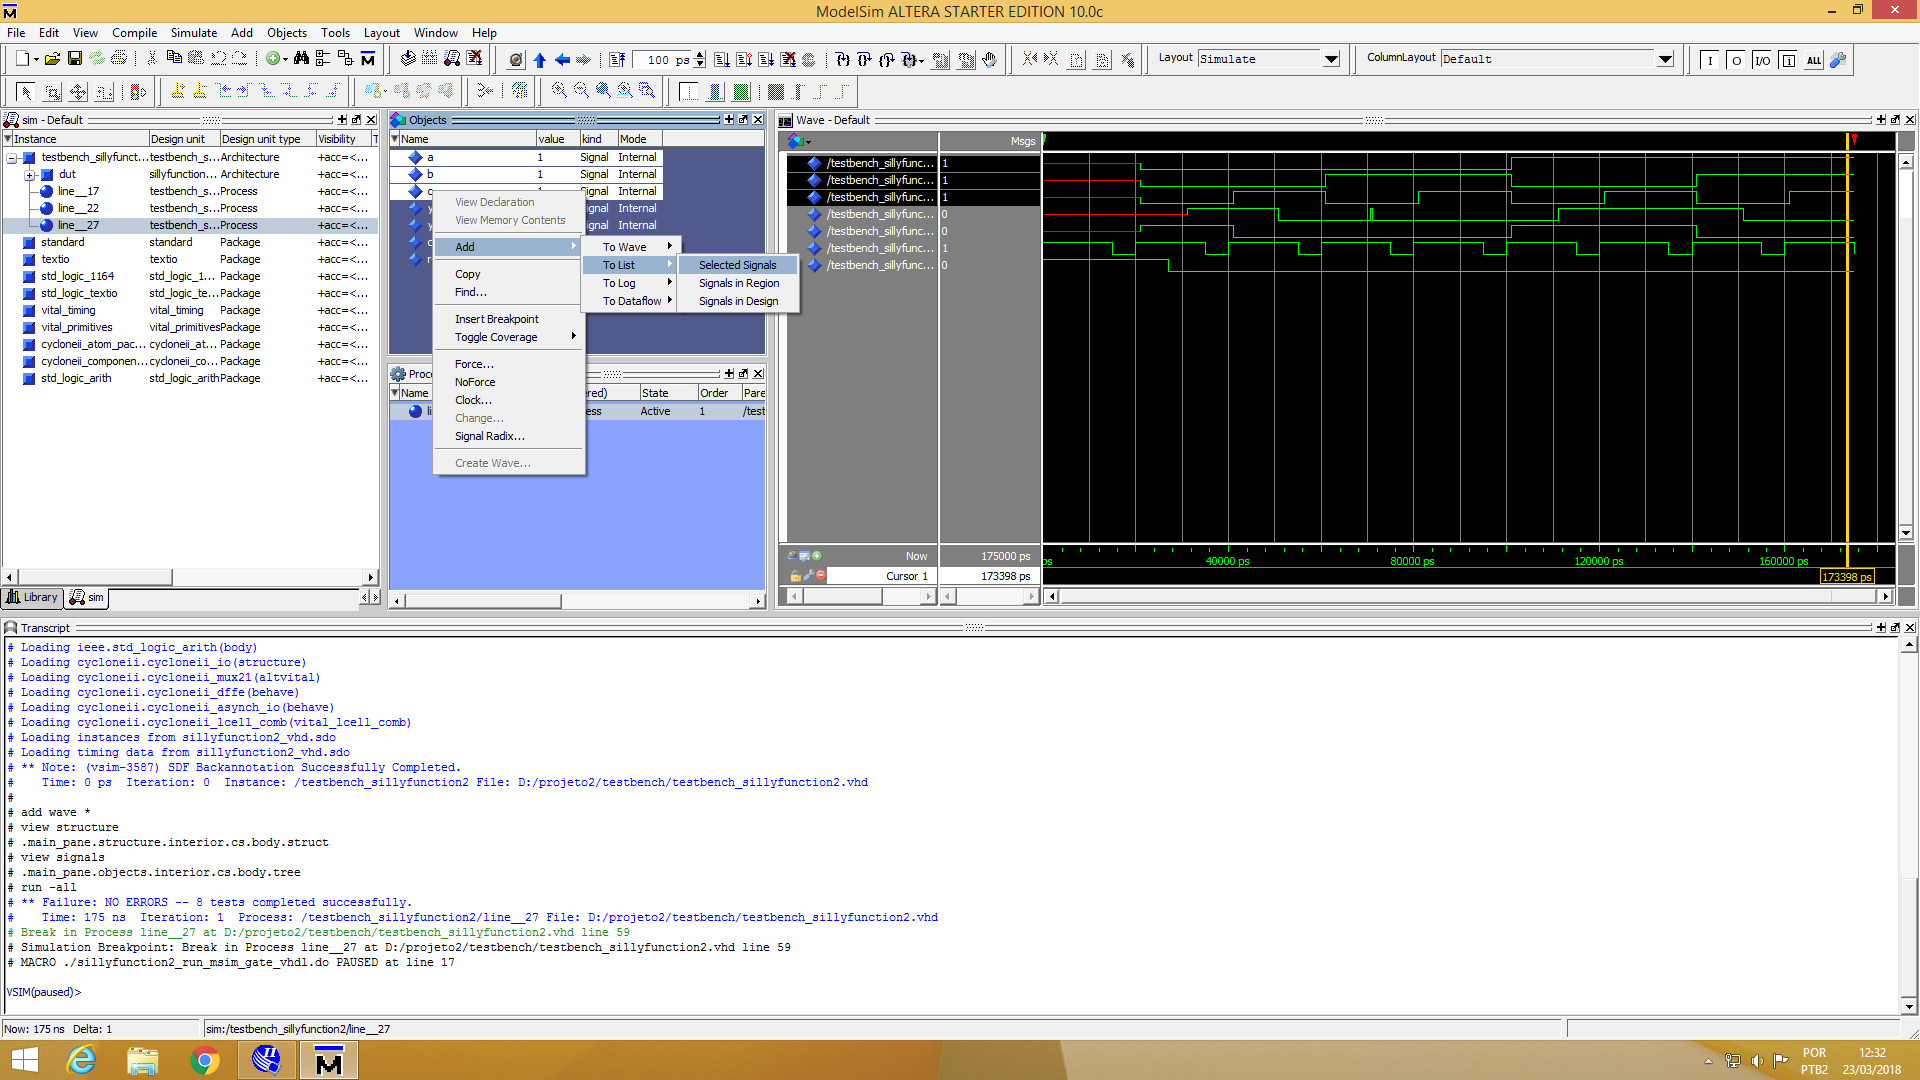 ModelSim ALTERA STARTER EDITION 10.0c
File Edit View Compile Simulate Add Objects Tools Layout Window Help
100 ps
Layout Simulate
ColumnLayout Default
I O I/O ALL
sim - Default
Instance Design unit Design unit type Visibility T
testbench_sillyfunct... testbench_s... Architecture +acc=<...
dut sillyfunction... Architecture +acc=<...
line__17 testbench_s... Process +acc=<...
line__22 testbench_s... Process +acc=<...
line__27 testbench_s... Process +acc=<...
standard standard Package +acc=<...
textio textio Package +acc=<...
std_logic_1164 std_logic_1... Package +acc=<...
std_logic_textio std_logic_te... Package +acc=<...
vital_timing vital_timing Package +acc=<...
vital_primitives vital_primitives Package +acc=<...
cycloneii_atom_pac... cycloneii_at... Package +acc=<...
cycloneii_componen... cycloneii_co... Package +acc=<...
std_logic_arith std_logic_arith Package +acc=<...
Library sim
Objects
Name value kind Mode
a 1 Signal Internal
b 1 Signal Internal
1 Signal Internal
Internal
Internal
View Declaration
View Memory Contents
Add
Copy
Find...
Insert Breakpoint
Toggle Coverage
Force...
NoForce
Clock...
Change...
Signal Radix...
Create Wave...
To Wave
To List
To Log
To Dataflow
Selected Signals
Signals in Region
Signals in Design
Name State Order Pare
Active 1 /test
Wave - Default
Msgs
/testbench_sillyfunc... 1
/testbench_sillyfunc... 1
/testbench_sillyfunc... 1
/testbench_sillyfunc... 0
/testbench_sillyfunc... 0
/testbench_sillyfunc... 1
/testbench_sillyfunc... 0
Now 175000 ps
Cursor 1 173398 ps
ps 40000 ps 80000 ps 120000 ps 160000 ps
173398 ps
Transcript
# Loading ieee.std_logic_arith(body)
# Loading cycloneii.cycloneii_io(structure)
# Loading cycloneii.cycloneii_mux21(altvital)
# Loading cycloneii.cycloneii_dffe(behave)
# Loading cycloneii.cycloneii_asynch_io(behave)
# Loading cycloneii.cycloneii_lcell_comb(vital_lcell_comb)
# Loading instances from sillyfunction2_vhd.sdo
# Loading timing data from sillyfunction2_vhd.sdo
# ** Note: (vsim-3587) SDF Backannotation Successfully Completed.
#    Time: 0 ps  Iteration: 0  Instance: /testbench_sillyfunction2 File: D:/projeto2/testbench/testbench_sillyfunction2.vhd
#
# add wave *
# view structure
# .main_pane.structure.interior.cs.body.struct
# view signals
# .main_pane.objects.interior.cs.body.tree
# run -all
# ** Failure: NO ERRORS -- 8 tests completed successfully.
#    Time: 175 ns  Iteration: 1  Process: /testbench_sillyfunction2/line__27 File: D:/projeto2/testbench/testbench_sillyfunction2.vhd
# Break in Process line__27 at D:/projeto2/testbench/testbench_sillyfunction2.vhd line 59
# Simulation Breakpoint: Break in Process line__27 at D:/projeto2/testbench/testbench_sillyfunction2.vhd line 59
# MACRO ./sillyfunction2_run_msim_gate_vhdl.do PAUSED at line 17
VSIM(paused)>
Now: 175 ns  Delta: 1
sim:/testbench_sillyfunction2/line__27
POR
PTB2
12:32
23/03/2018